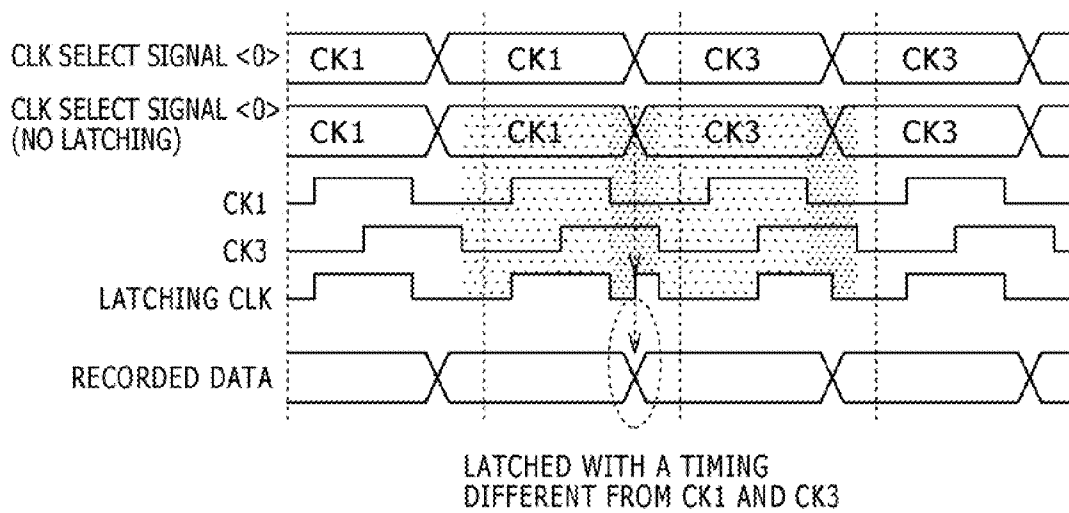 CLK SELECT SIGNAL <0> CK1 CK1 CK3 CK3
CLK SELECT SIGNAL <0>
(NO LATCHING) CK1 CK1 CK3 CK3
CK1
CK3
LATCHING CLK
RECORDED DATA
LATCHED WITH A TIMING
DIFFERENT FROM CK1 AND CK3